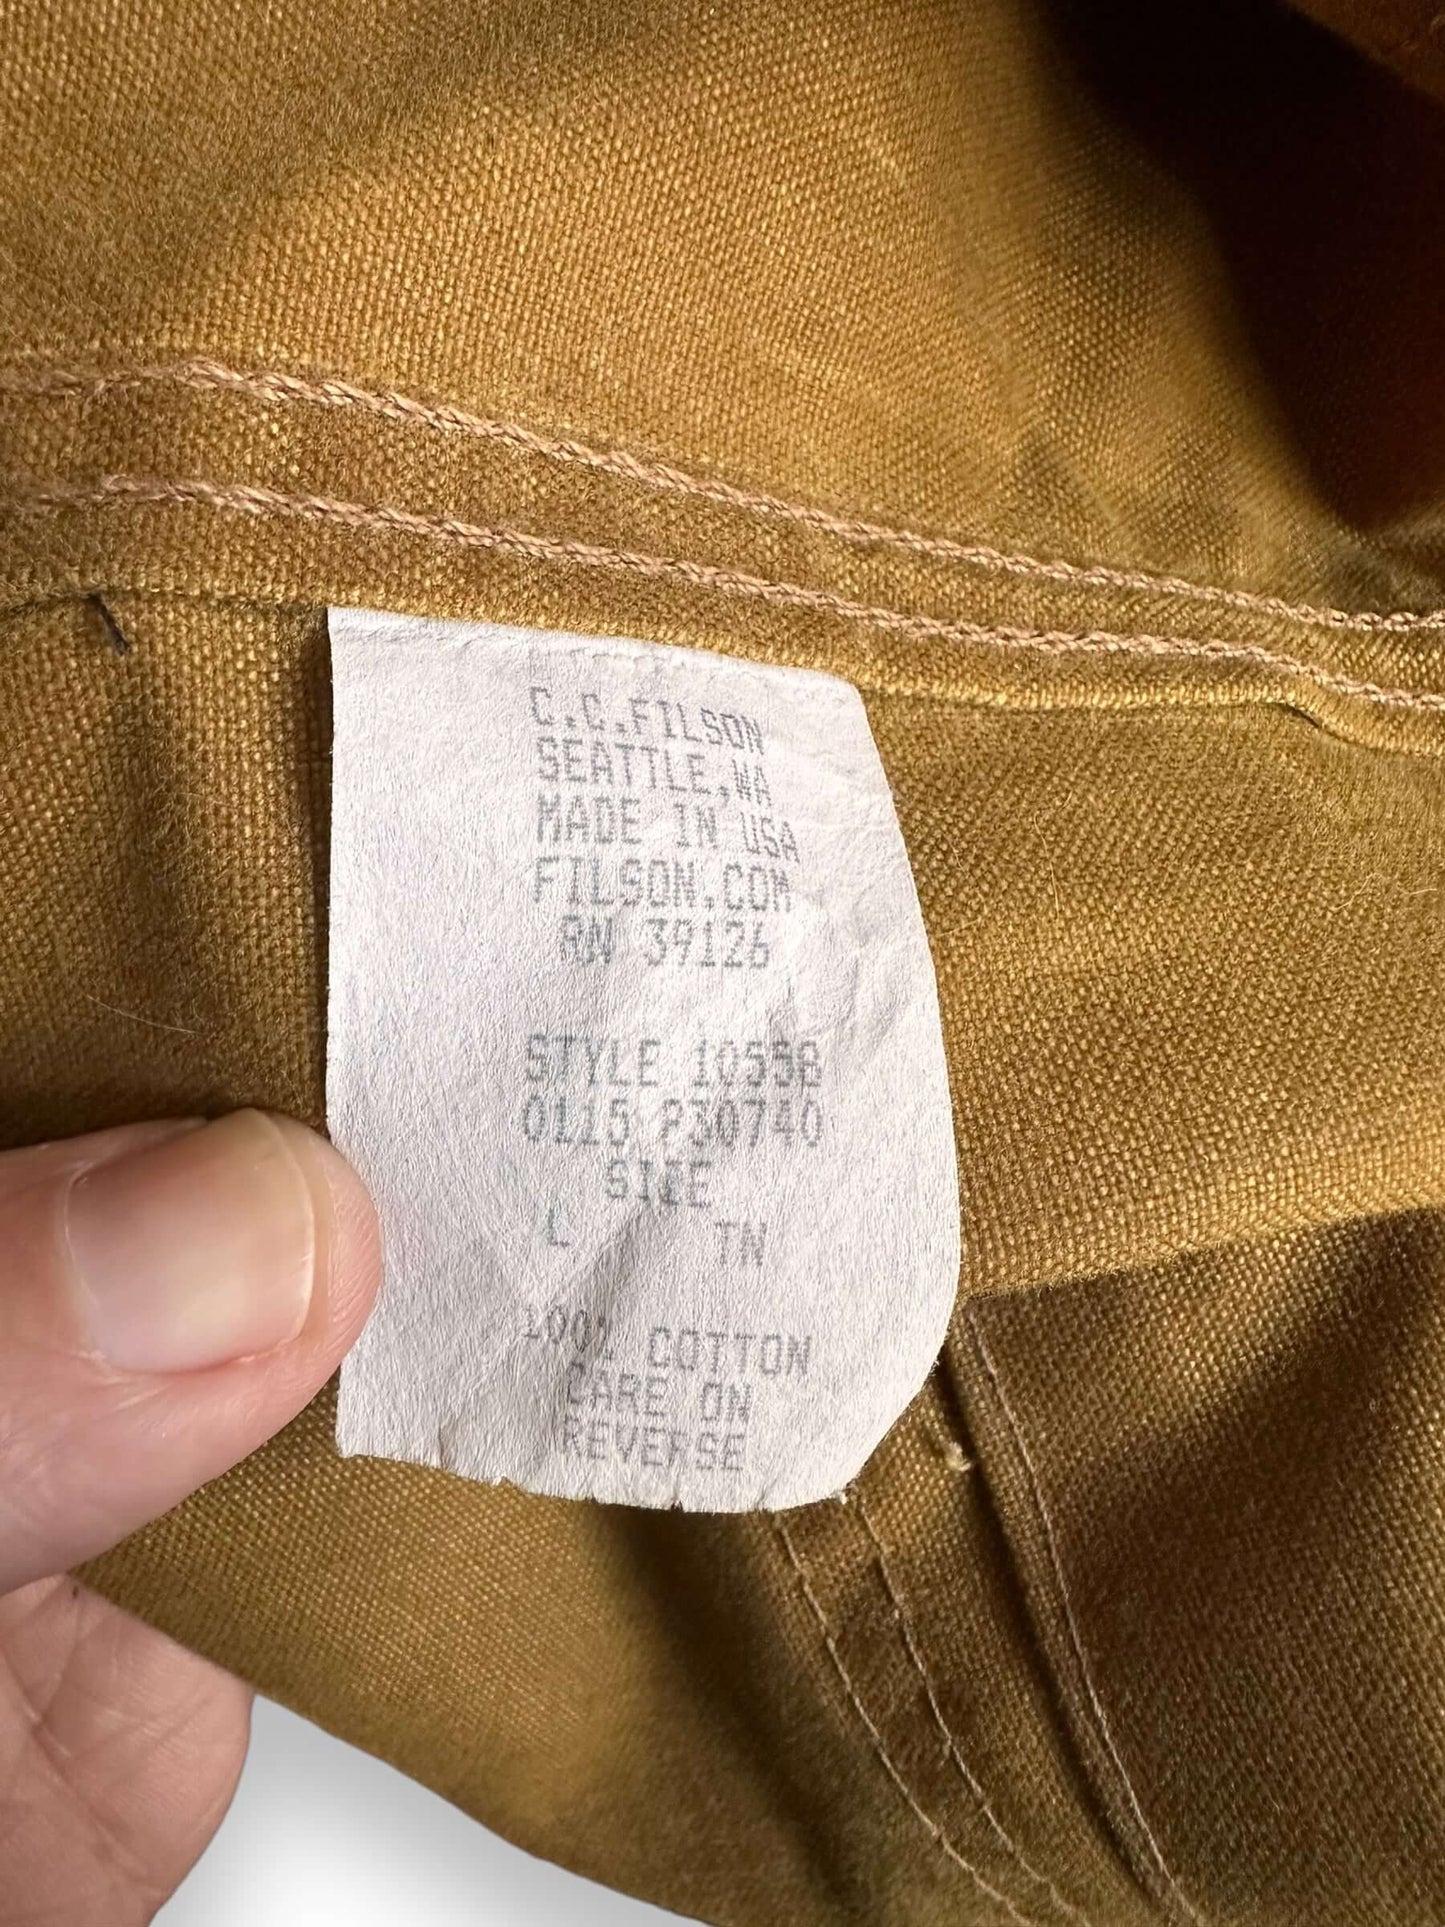 C.C.FILSON
SEATTLE,WA
MADE IN USA
FILSON.COM
RN 39126
STYLE 10558
0115 P30740
SIZE
L TN
100% COTTON
CARE ON
REVERSE